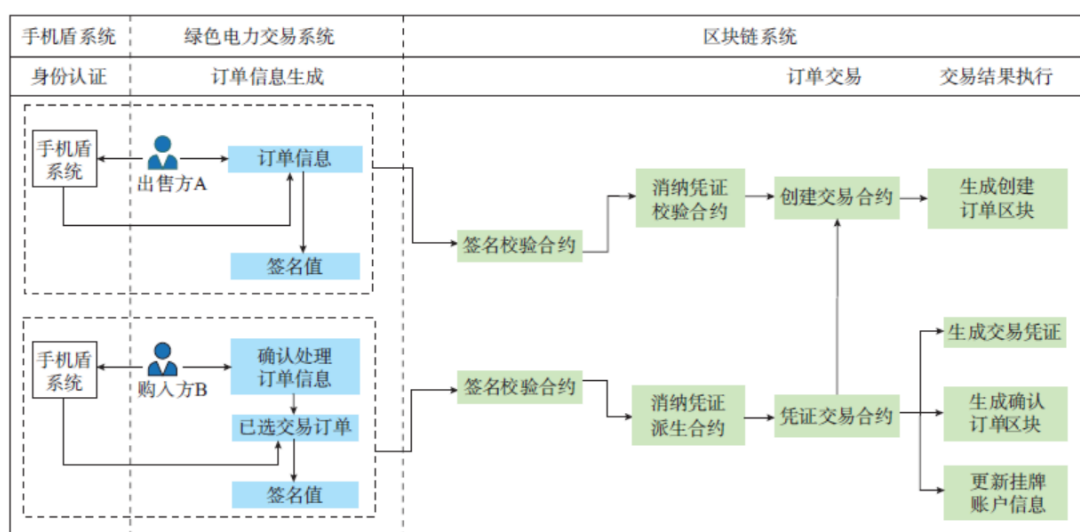 手机盾系统
绿色电力交易系统
区块链系统
身份认证
订单信息生成
订单交易
交易结果执行
手机盾
系统
出售方A
订单信息
签名值
签名校验合约
消纳凭证
校验合约
创建交易合约
生成创建
订单区块
手机盾
系统
购入方B
确认处理
订单信息
已选交易订单
签名值
签名校验合约
消纳凭证
派生合约
凭证交易合约
生成交易凭证
生成确认
订单区块
更新挂牌
账户信息